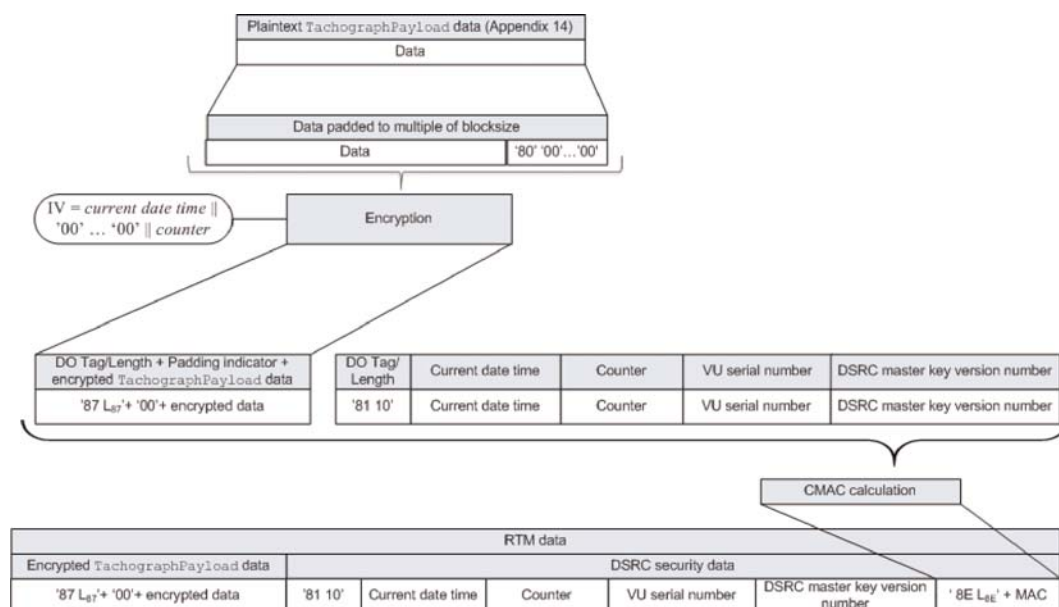 Plaintext TachographPayload data (Appendix 14)
Data
Data padded to multiple of blocksize
Data '80' '00'…'00'
IV = current date time ||
'00' … '00' || counter
Encryption
DO Tag/Length + Padding indicator +
encrypted TachographPayload data
'87 L87'+ '00'+ encrypted data
DO Tag/
Length
Current date time Counter VU serial number DSRC master key version number
'81 10' Current date time Counter VU serial number DSRC master key version number
CMAC calculation
RTM data
Encrypted TachographPayload data DSRC security data
'87 L87'+ '00'+ encrypted data '81 10' Current date time Counter VU serial number DSRC master key version
number
' 8E L8E' + MAC